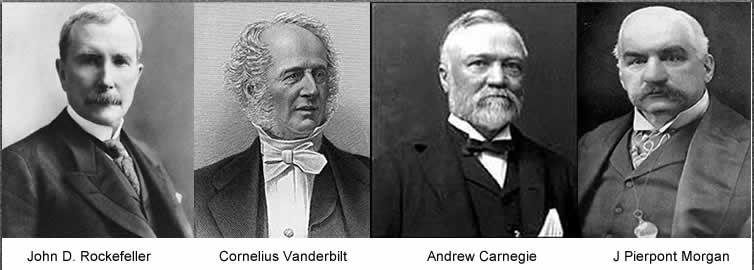 John D. Rockefeller Cornelius Vanderbilt Andrew Carnegie J Pierpont Morgan